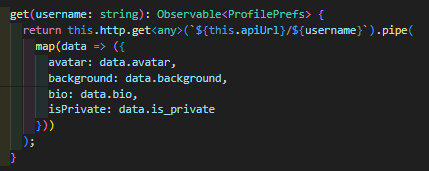 get(username: string): Observable<ProfilePrefs> {
  return this.http.get<any>(`${this.apiUrl}/${username}`).pipe(
    map(data => ({
      avatar: data.avatar,
      background: data.background,
      bio: data.bio,
      isPrivate: data.is_private
    }))
  );
}